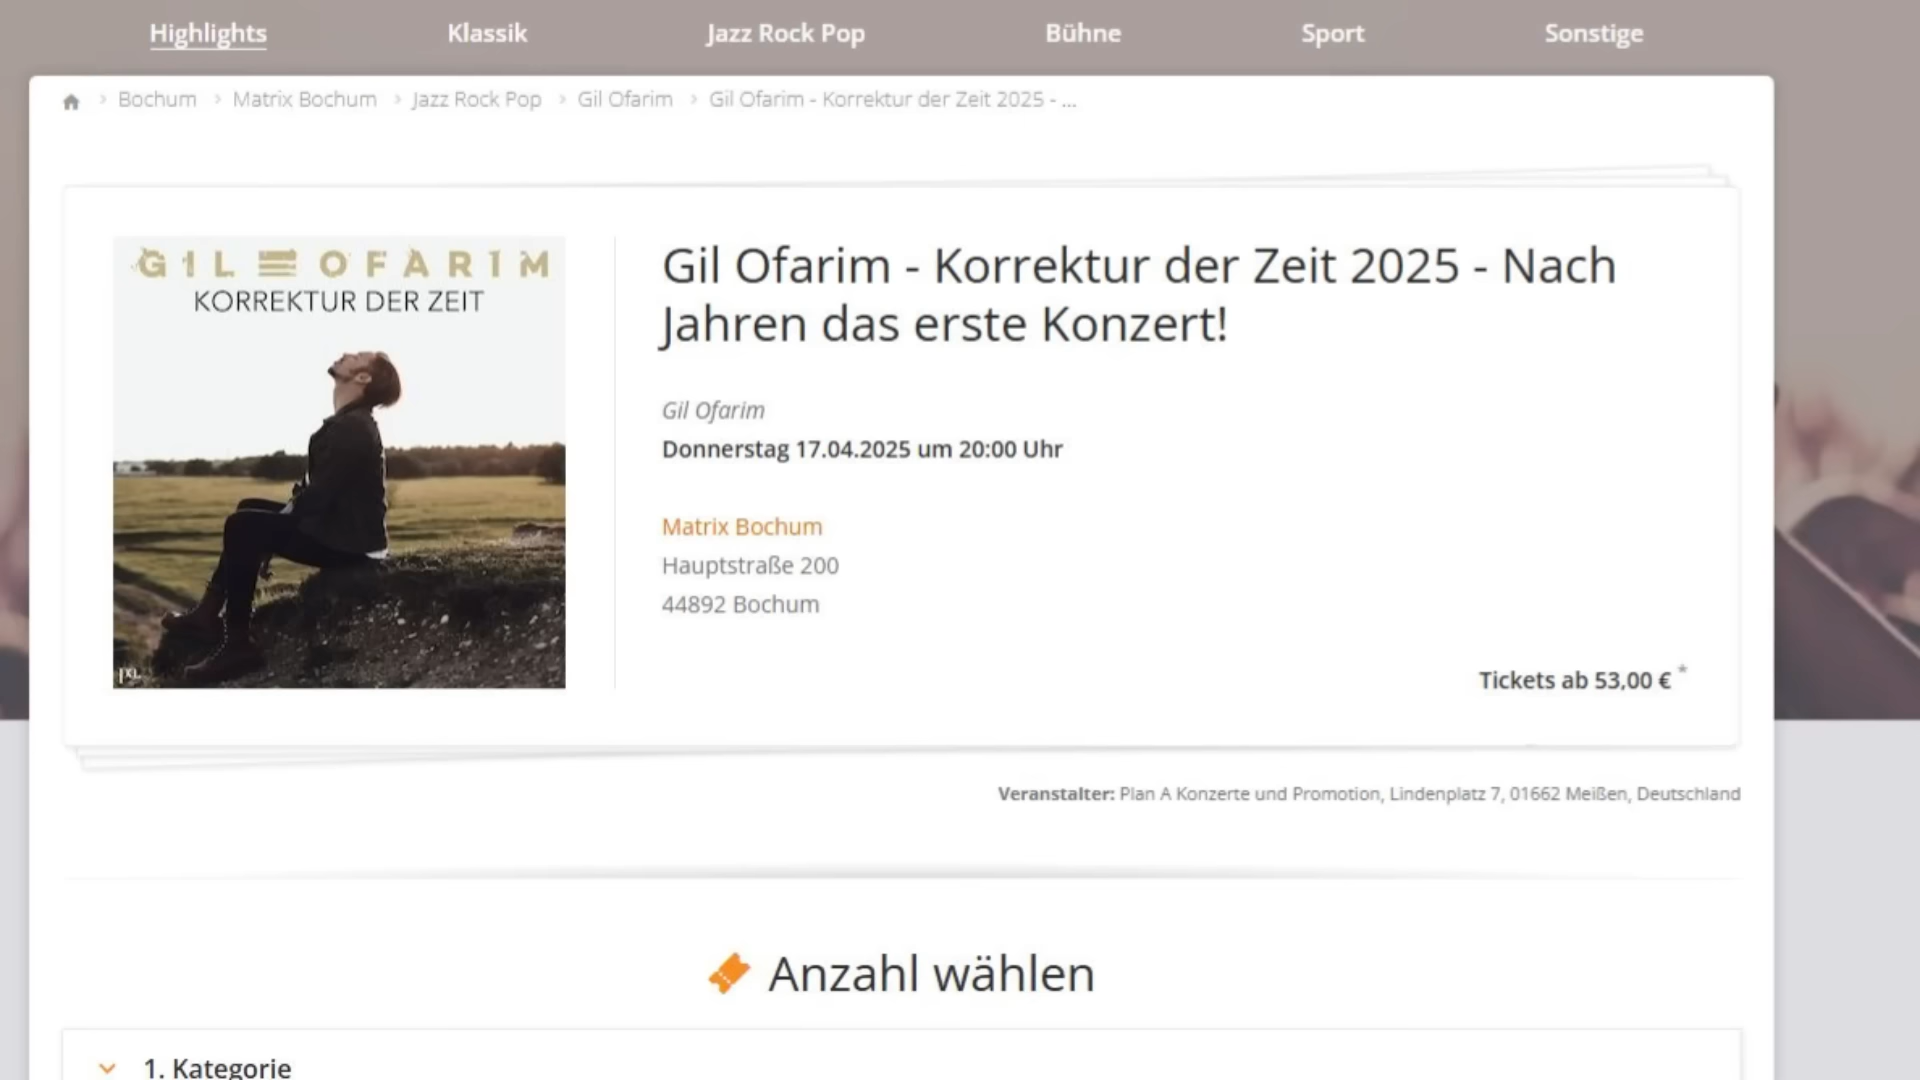 Highlights Klassik Jazz Rock Pop Bühne Sport Sonstige
Bochum Matrix Bochum Jazz Rock Pop Gil Ofarim Gil Ofarim - Korrektur der Zeit 2025 - ...
GIL OFARIM
KORREKTUR DER ZEIT
Gil Ofarim - Korrektur der Zeit 2025 - Nach
Jahren das erste Konzert!
Gil Ofarim
Donnerstag 17.04.2025 um 20:00 Uhr
Matrix Bochum
Hauptstraße 200
44892 Bochum
Tickets ab 53,00 € *
Veranstalter: Plan A Konzerte und Promotion, Lindenplatz 7, 01662 Meißen, Deutschland
Anzahl wählen
1. Kategorie